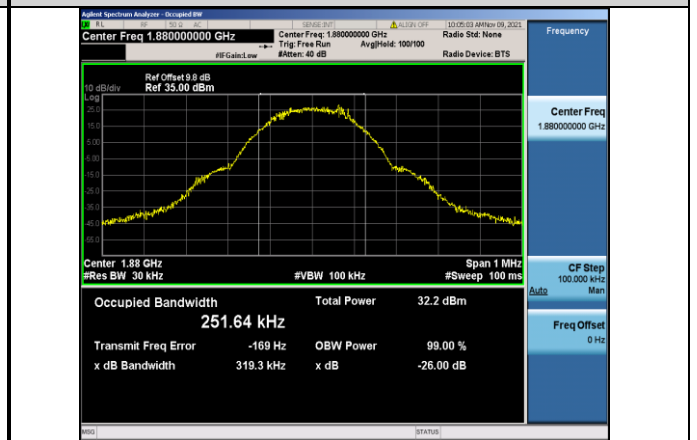 Agilent Spectrum Analyzer - Occupied BW
RL RF 50 Ω AC SENSE:INT ALIGN OFF 10:05:03 AM Nov 09, 2021
Center Freq 1.880000000 GHz Center Freq: 1.880000000 GHz Radio Std: None
Trig: Free Run Avg|Hold: 100/100
#IFGain:Low #Atten: 40 dB Radio Device: BTS
Ref Offset 9.8 dB
10 dB/div Ref 35.00 dBm
Log
25.0
15.0
5.00
-5.00
-15.0
-25.0
-35.0
-45.0
-55.0
Center 1.88 GHz Span 1 MHz
#Res BW 30 kHz #VBW 100 kHz #Sweep 100 ms
Occupied Bandwidth Total Power 32.2 dBm
251.64 kHz
Transmit Freq Error -169 Hz OBW Power 99.00 %
x dB Bandwidth 319.3 kHz x dB -26.00 dB
MSG STATUS
Frequency
Center Freq
1.880000000 GHz
CF Step
100.000 kHz
Auto Man
Freq Offset
0 Hz